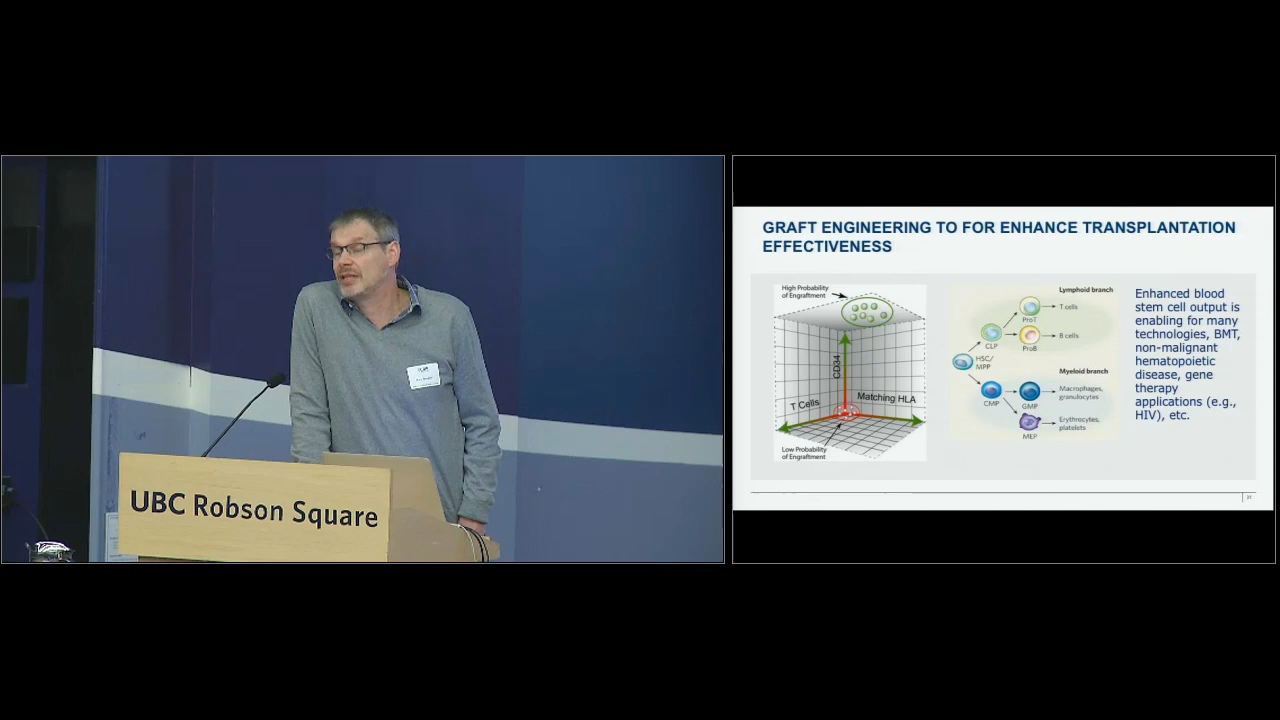 UBC Robson Square
GRAFT ENGINEERING TO FOR ENHANCE TRANSPLANTATION
EFFECTIVENESS
High Probability
of Engraftment
CD34
T Cells
Matching HLA
Low Probability
of Engraftment
Lymphoid branch
T cells
ProT
B cells
ProB
CLP
HSC/
MPP
Myeloid branch
CMP
Macrophages,
granulocytes
GMP
Erythrocytes,
platelets
MEP
Enhanced blood
stem cell output is
enabling for many
technologies, BMT,
non-malignant
hematopoietic
disease, gene
therapy
applications (e.g.,
HIV), etc.